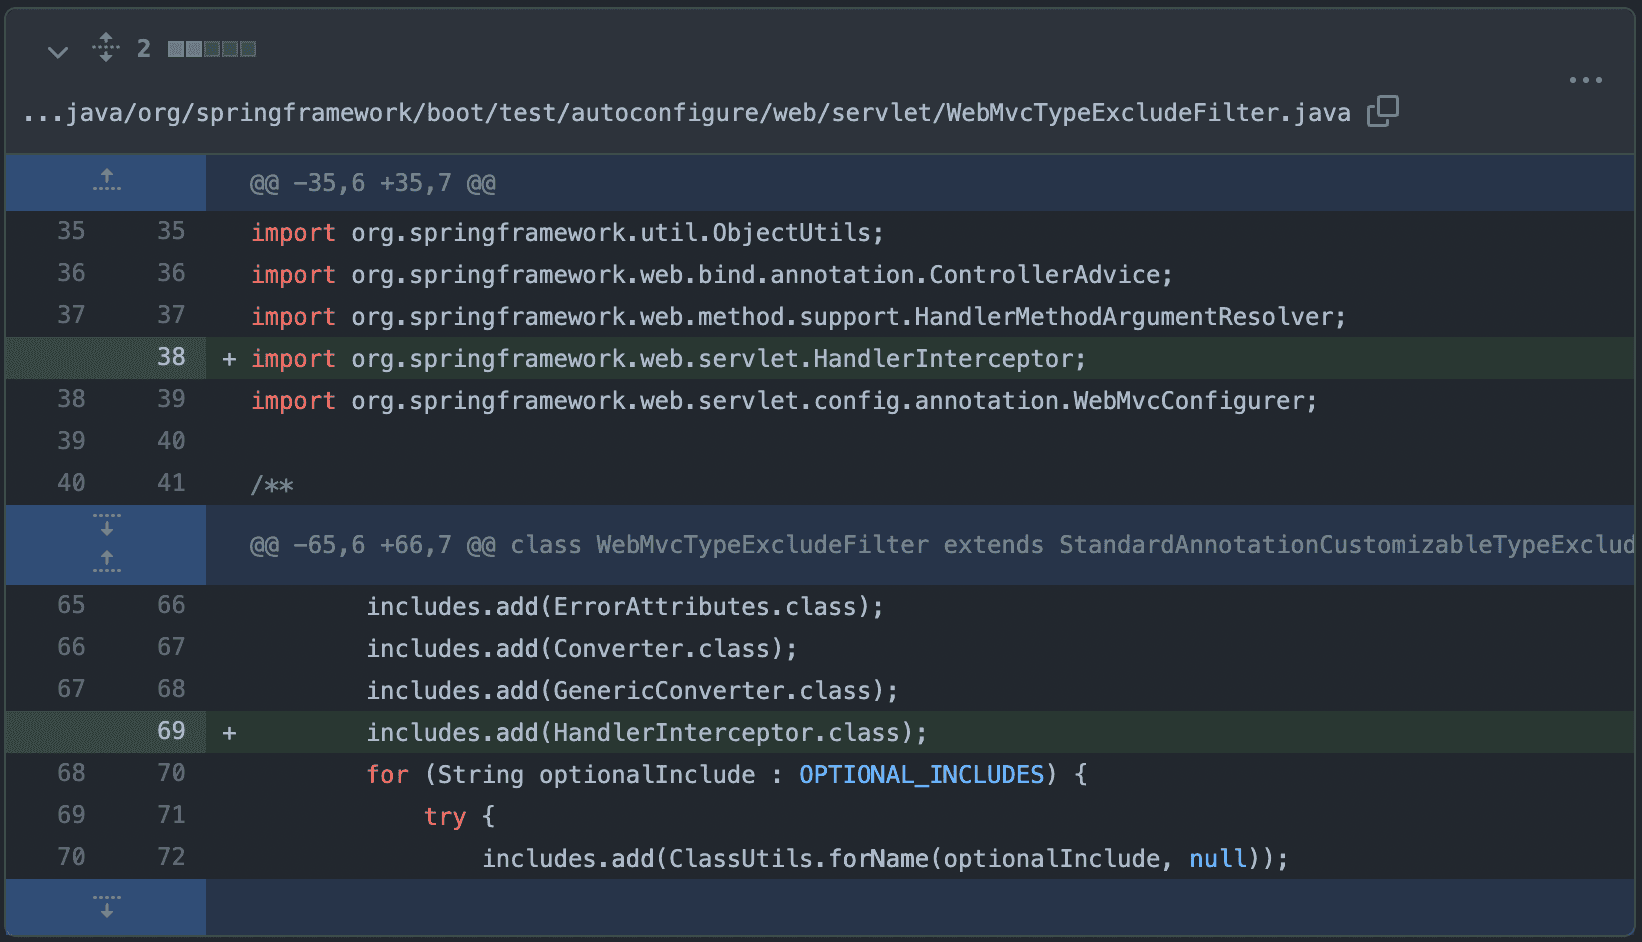 2
...java/org/springframework/boot/test/autoconfigure/web/servlet/WebMvcTypeExcludeFilter.java
@@ -35,6 +35,7 @@
35 35 import org.springframework.util.ObjectUtils;
36 36 import org.springframework.web.bind.annotation.ControllerAdvice;
37 37 import org.springframework.web.method.support.HandlerMethodArgumentResolver;
38 + import org.springframework.web.servlet.HandlerInterceptor;
38 39 import org.springframework.web.servlet.config.annotation.WebMvcConfigurer;
39 40
40 41 /**
@@ -65,6 +66,7 @@ class WebMvcTypeExcludeFilter extends StandardAnnotationCustomizableTypeExclud
65 66 includes.add(ErrorAttributes.class);
66 67 includes.add(Converter.class);
67 68 includes.add(GenericConverter.class);
69 + includes.add(HandlerInterceptor.class);
68 70 for (String optionalInclude : OPTIONAL_INCLUDES) {
69 71 try {
70 72 includes.add(ClassUtils.forName(optionalInclude, null));